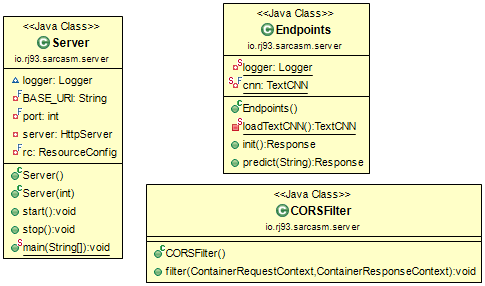 <<Java Class>>
Server
io.rj93.sarcasm.server
logger: Logger
BASE_URI: String
port: int
server: HttpServer
rc: ResourceConfig
Server()
Server(int)
start():void
stop():void
main(String[]):void
<<Java Class>>
Endpoints
io.rj93.sarcasm.server
logger: Logger
cnn: TextCNN
Endpoints()
loadTextCNN():TextCNN
init():Response
predict(String):Response
<<Java Class>>
CORSFilter
io.rj93.sarcasm.server
CORSFilter()
filter(ContainerRequestContext,ContainerResponseContext):void